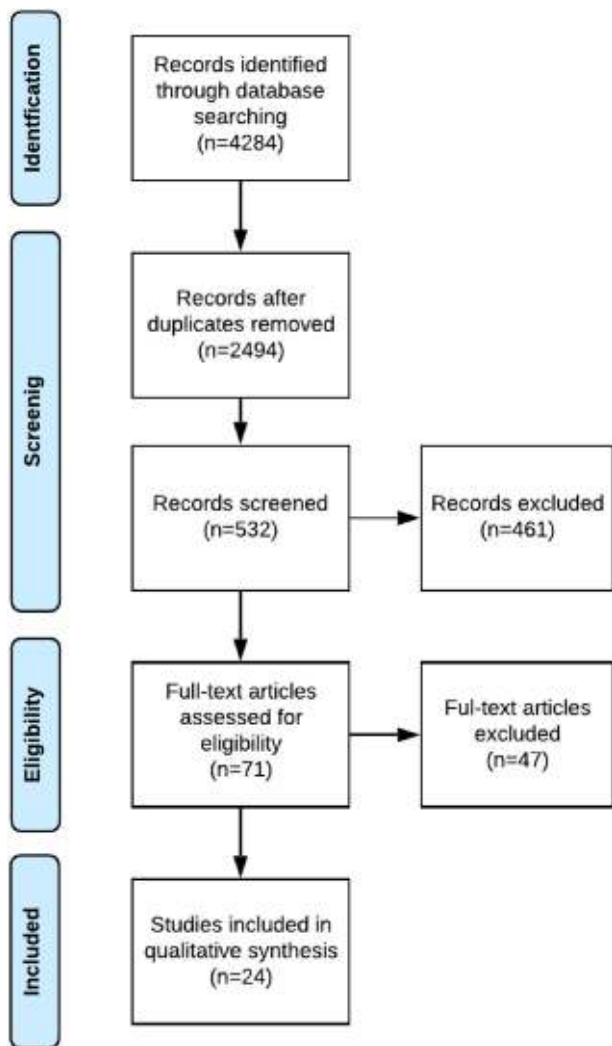 Identfication
Records identified
through database
searching
(n=4284)
Screenig
Records after
duplicates removed
(n=2494)
Records screened
(n=532)
Records excluded
(n=461)
Eligibility
Full-text articles
assessed for
eligibility
(n=71)
Ful-text articles
excluded
(n=47)
Included
Studies included in
qualitative synthesis
(n=24)